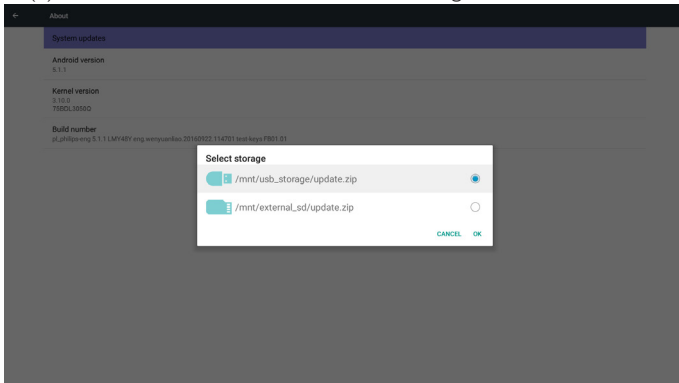 About
System updates
Android version
5.1.1
Kernel version
3.10.0
Build number
Select storage
/mnt/usb_storage/update.zip
/mnt/external_sd/update.zip
CANCEL OK